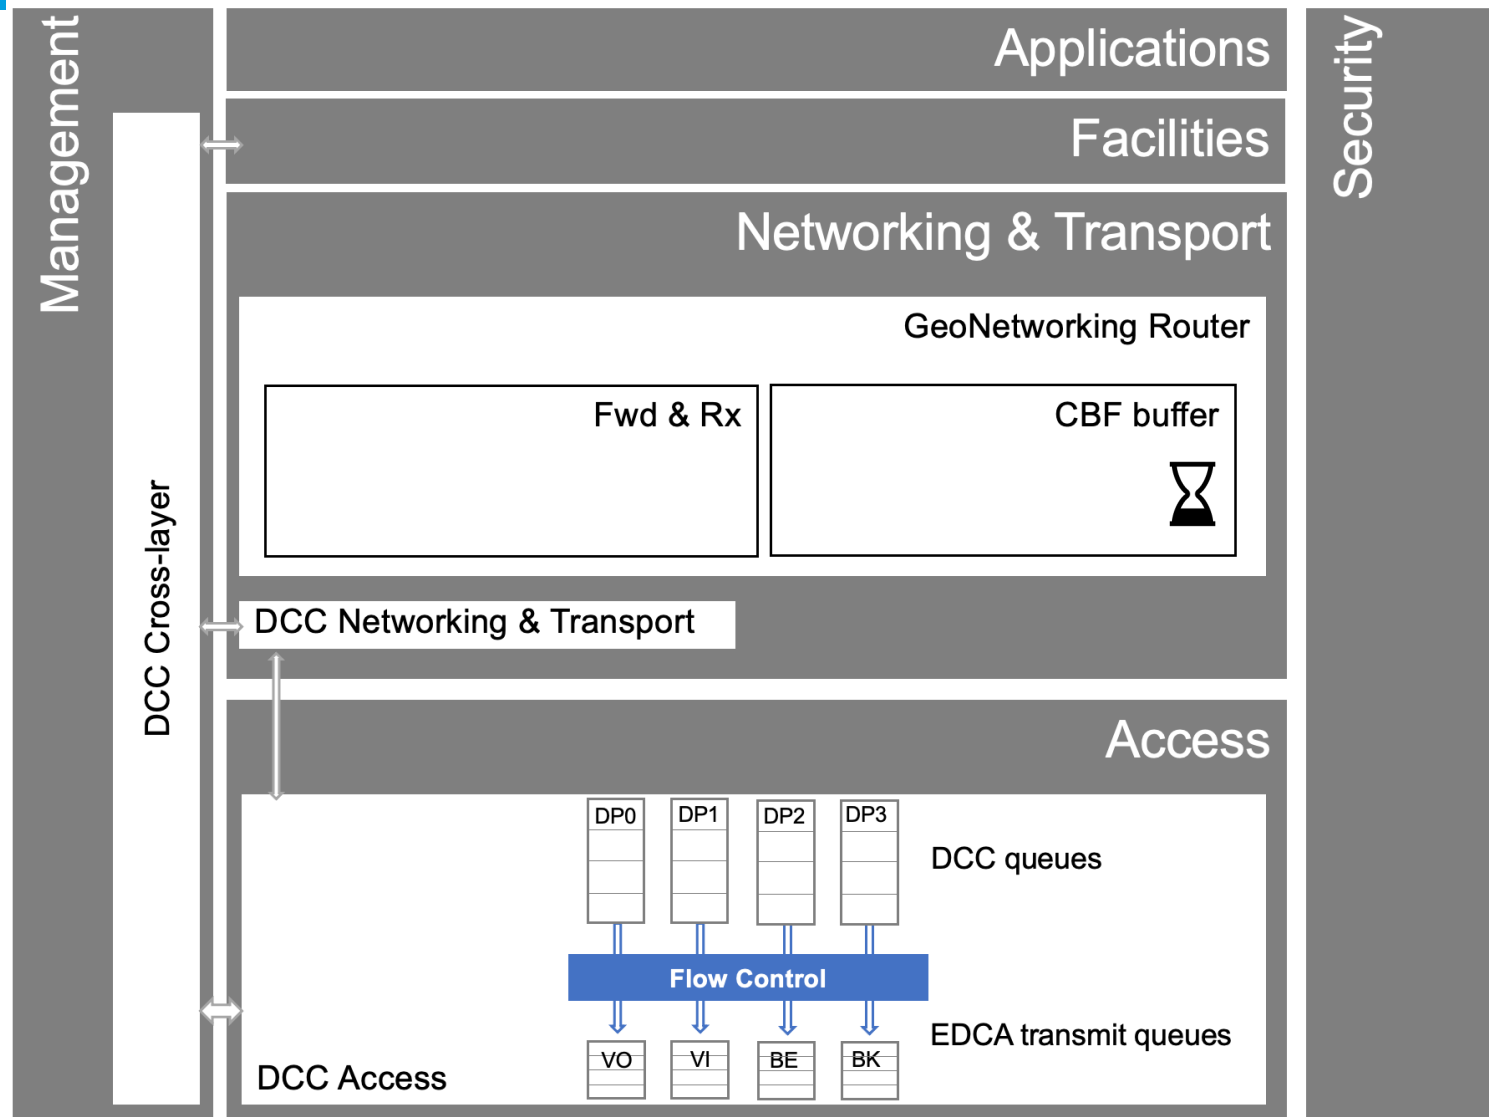 Management
Applications
Security
Facilities
Networking & Transport
GeoNetworking Router
Fwd & Rx
CBF buffer
DCC Cross-layer
DCC Networking & Transport
Access
DP0
DP1
DP2
DP3
DCC queues
Flow Control
EDCA transmit queues
VO
VI
BE
BK
DCC Access